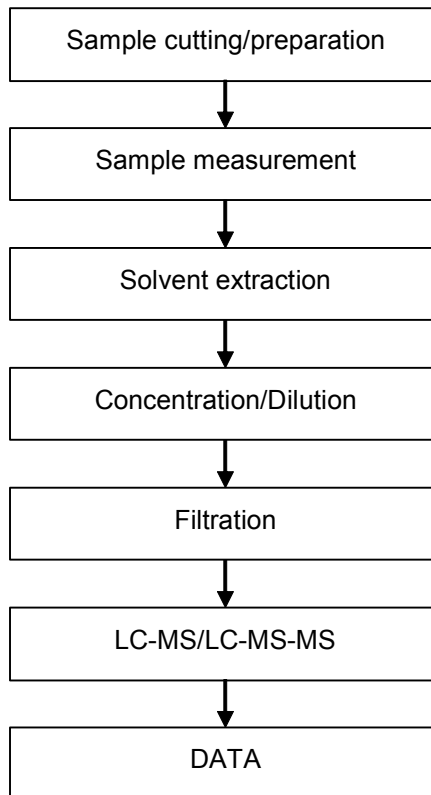 Sample cutting/preparation
Sample measurement
Solvent extraction
Concentration/Dilution
Filtration
LC-MS/LC-MS-MS
DATA